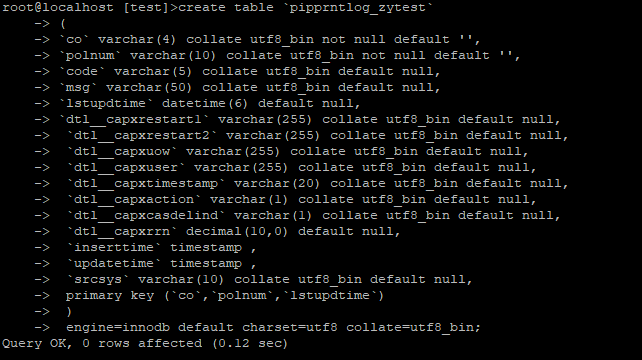 root@localhost [test]>create table `pipprntlog_zytest`
-> (
-> `co` varchar(4) collate utf8_bin not null default '',
-> `polnum` varchar(10) collate utf8_bin not null default '',
-> `code` varchar(5) collate utf8_bin default null,
-> `msg` varchar(50) collate utf8_bin default null,
-> `lstupdtime` datetime(6) default null,
-> `dtl__capxrestart1` varchar(255) collate utf8_bin default null,
-> `dtl__capxrestart2` varchar(255) collate utf8_bin default null,
-> `dtl__capxuow` varchar(255) collate utf8_bin default null,
-> `dtl__capxuser` varchar(255) collate utf8_bin default null,
-> `dtl__capxtimestamp` varchar(20) collate utf8_bin default null,
-> `dtl__capxaction` varchar(1) collate utf8_bin default null,
-> `dtl__capxcasdelind` varchar(1) collate utf8_bin default null,
-> `dtl__capxrrn` decimal(10,0) default null,
-> `inserttime` timestamp ,
-> `updatetime` timestamp ,
-> `srcsys` varchar(10) collate utf8_bin default null,
-> primary key (`co`,`polnum`,`lstupdtime`)
-> )
-> engine=innodb default charset=utf8 collate=utf8_bin;
Query OK, 0 rows affected (0.12 sec)